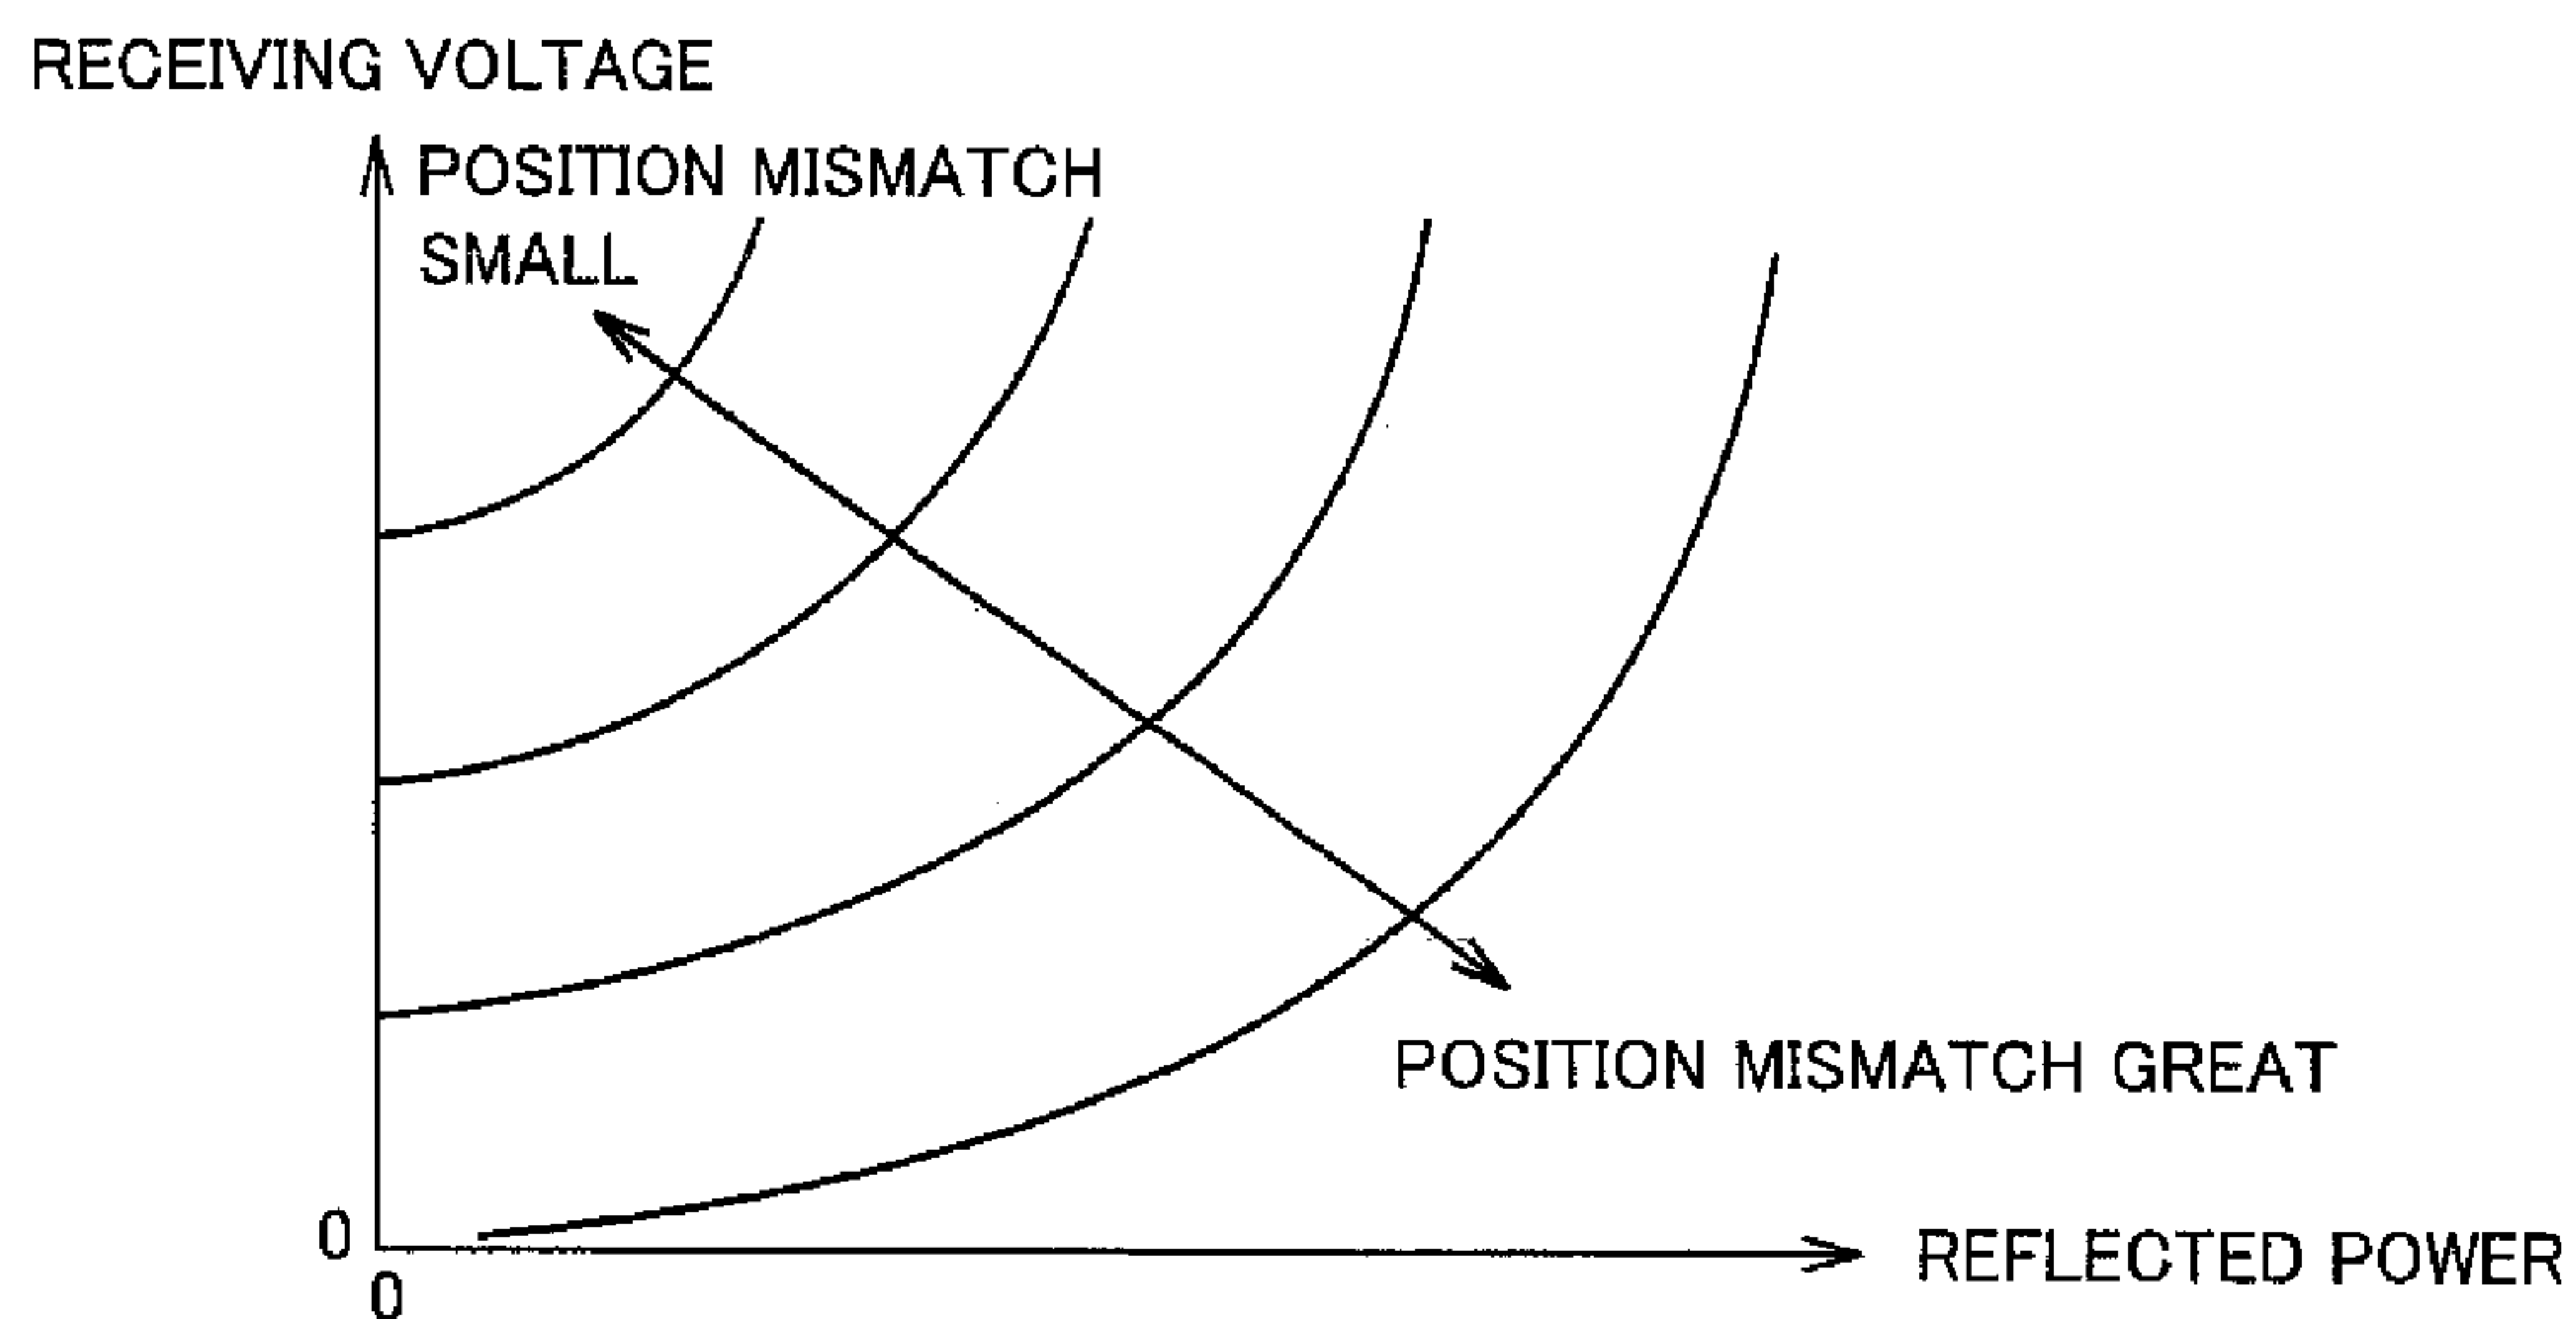 RECEIVING VOLTAGE
POSITION MISMATCH
SMALL
POSITION MISMATCH GREAT
0
REFLECTED POWER
0